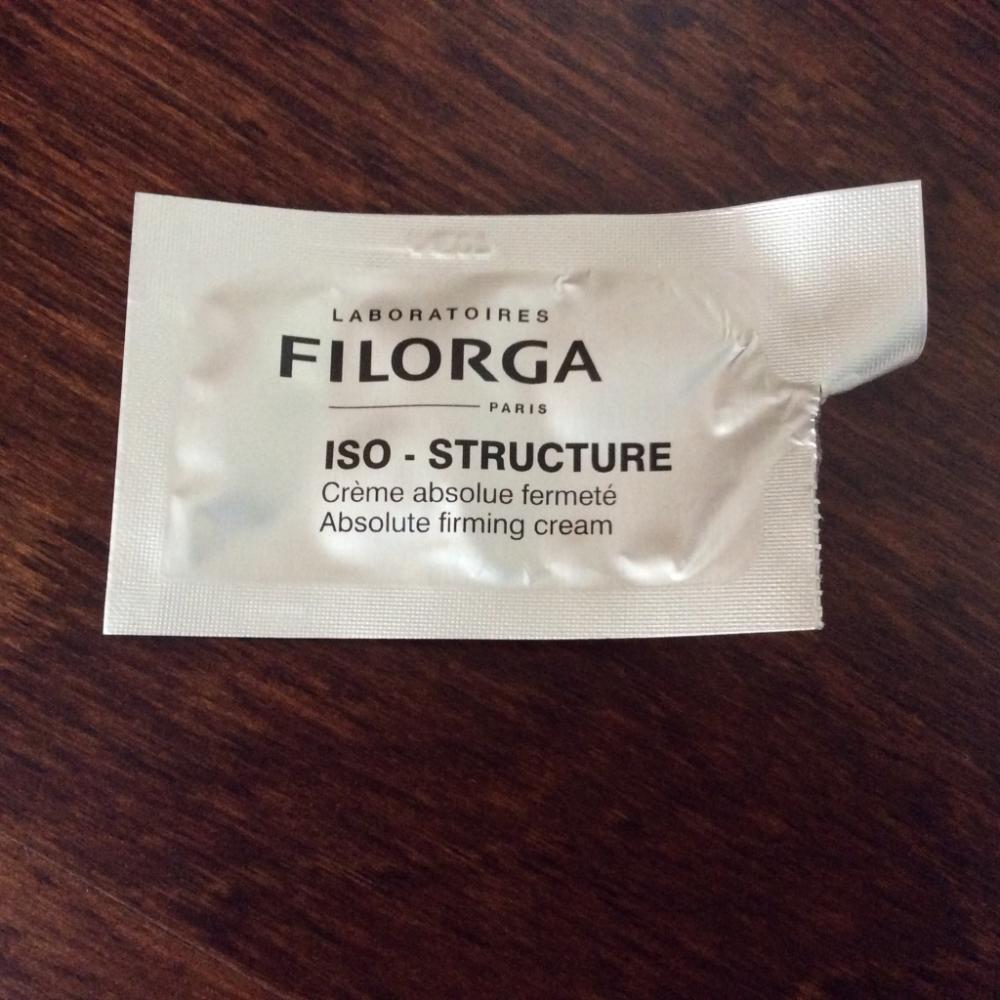 LABORATOIRES
FILORGA
PARIS
ISO - STRUCTURE
Crème absolue fermeté
Absolute firming cream